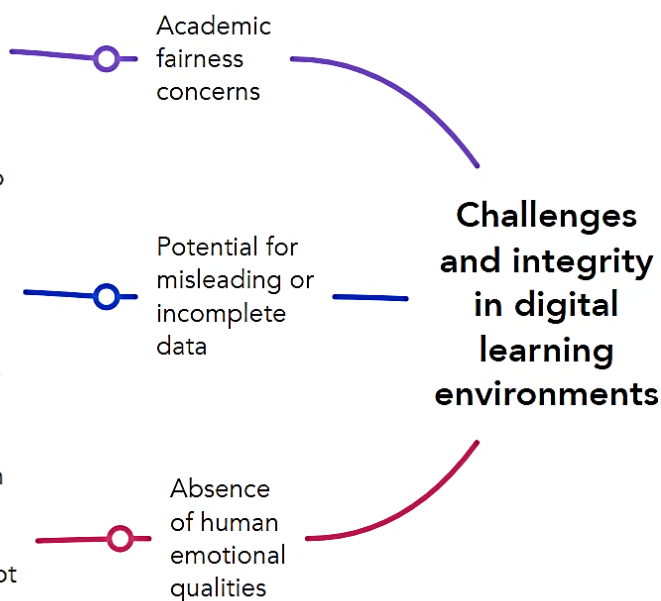 Academic
fairness
concerns
Potential for
misleading or
incomplete
data
Absence
of human
emotional
qualities
Challenges
and integrity
in digital
learning
environments